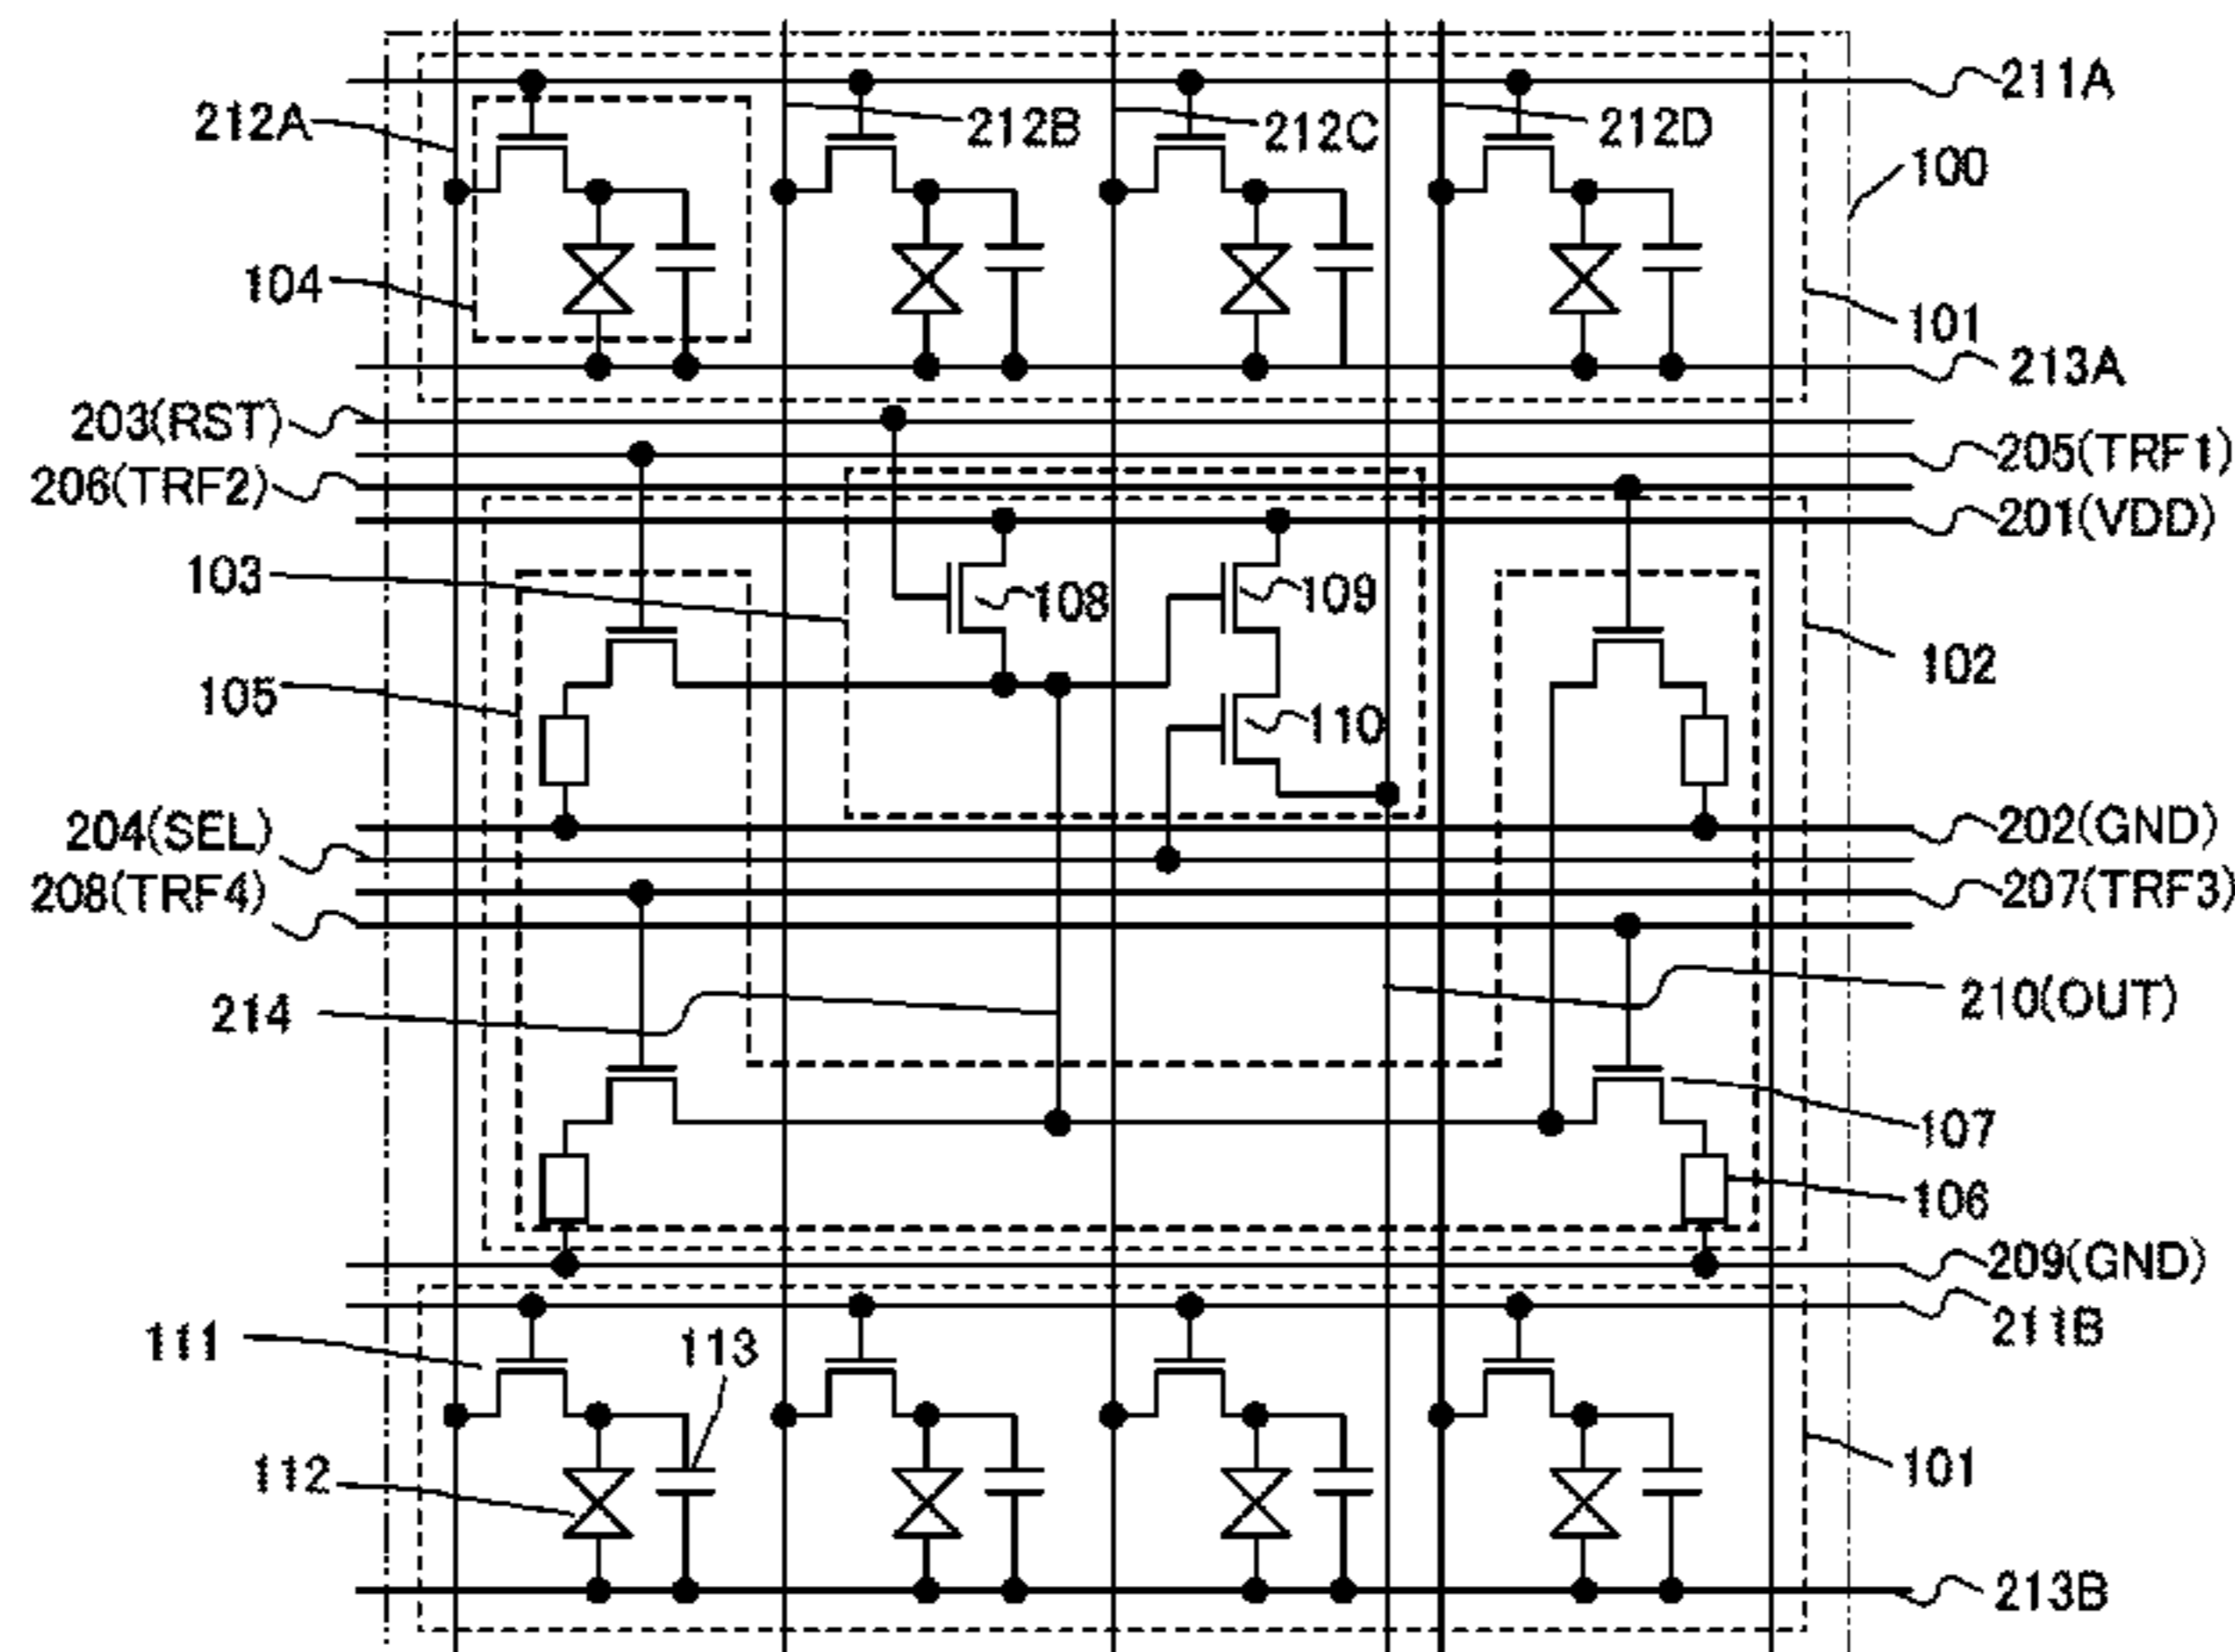 211A
212A
212B
212C
212D
100
104
101
213A
203(RST)
205(TRF1)
206(TRF2)
201(VDD)
103
108
109
102
105
110
204(SEL)
202(GND)
208(TRF4)
207(TRF3)
214
210(OUT)
107
106
209(GND)
211B
111
113
112
101
213B